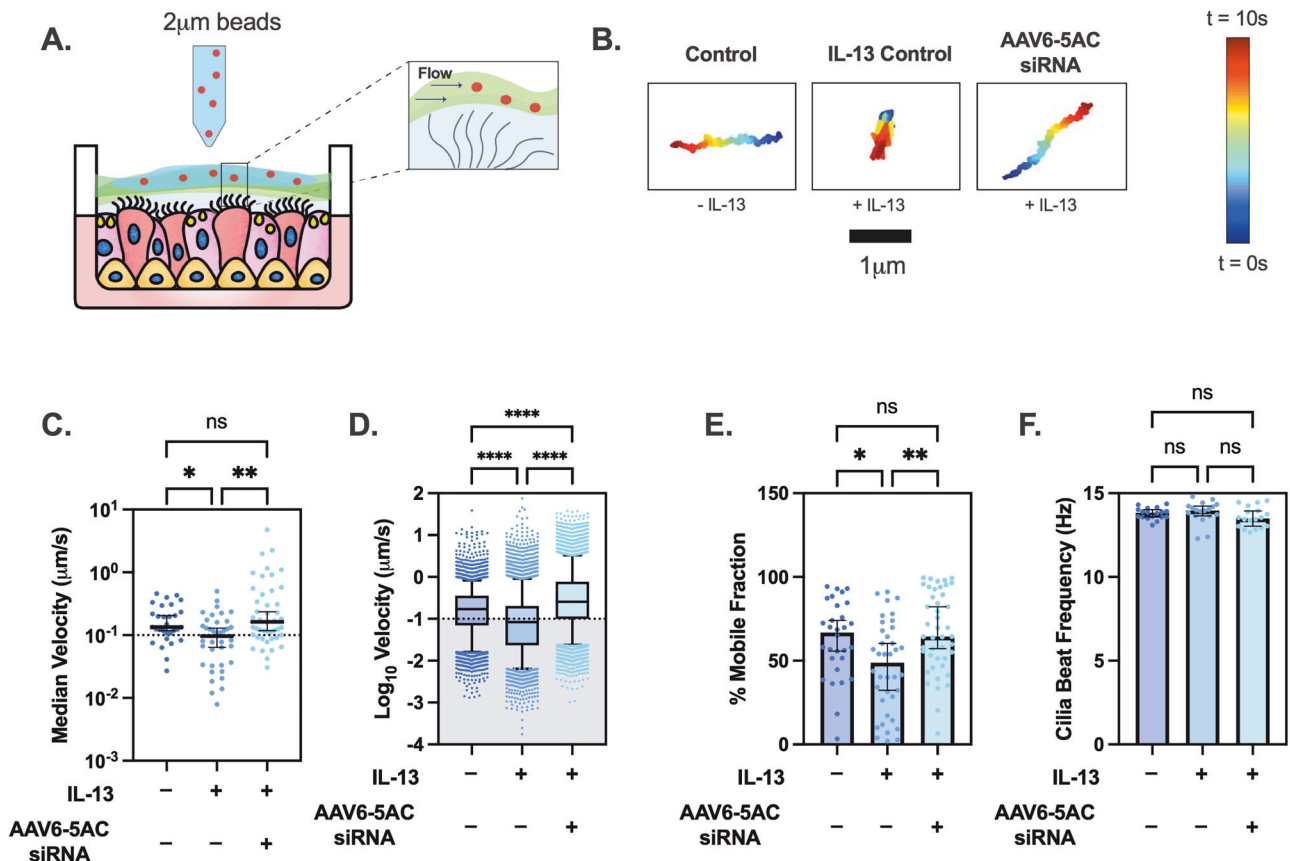 A.
2μm beads
Flow
B.
Control
IL-13 Control
AAV6-5AC
siRNA
- IL-13
+ IL-13
+ IL-13
1μm
t = 10s
t = 0s
C.
ns
*
**
Median Velocity (μm/s)
10¹
10⁰
10⁻¹
10⁻²
10⁻³
IL-13
− + +
AAV6-5AC
siRNA
− − +
D.
****
****
****
Log₁₀ Velocity (μm/s)
2
1
0
-1
-2
-3
-4
IL-13
− + +
AAV6-5AC
siRNA
− − +
E.
ns
*
**
% Mobile Fraction
150
100
50
0
IL-13
− + +
AAV6-5AC
siRNA
− − +
F.
ns
ns
ns
Cilia Beat Frequency (Hz)
15
10
5
0
IL-13
− + +
AAV6-5AC
siRNA
− − +